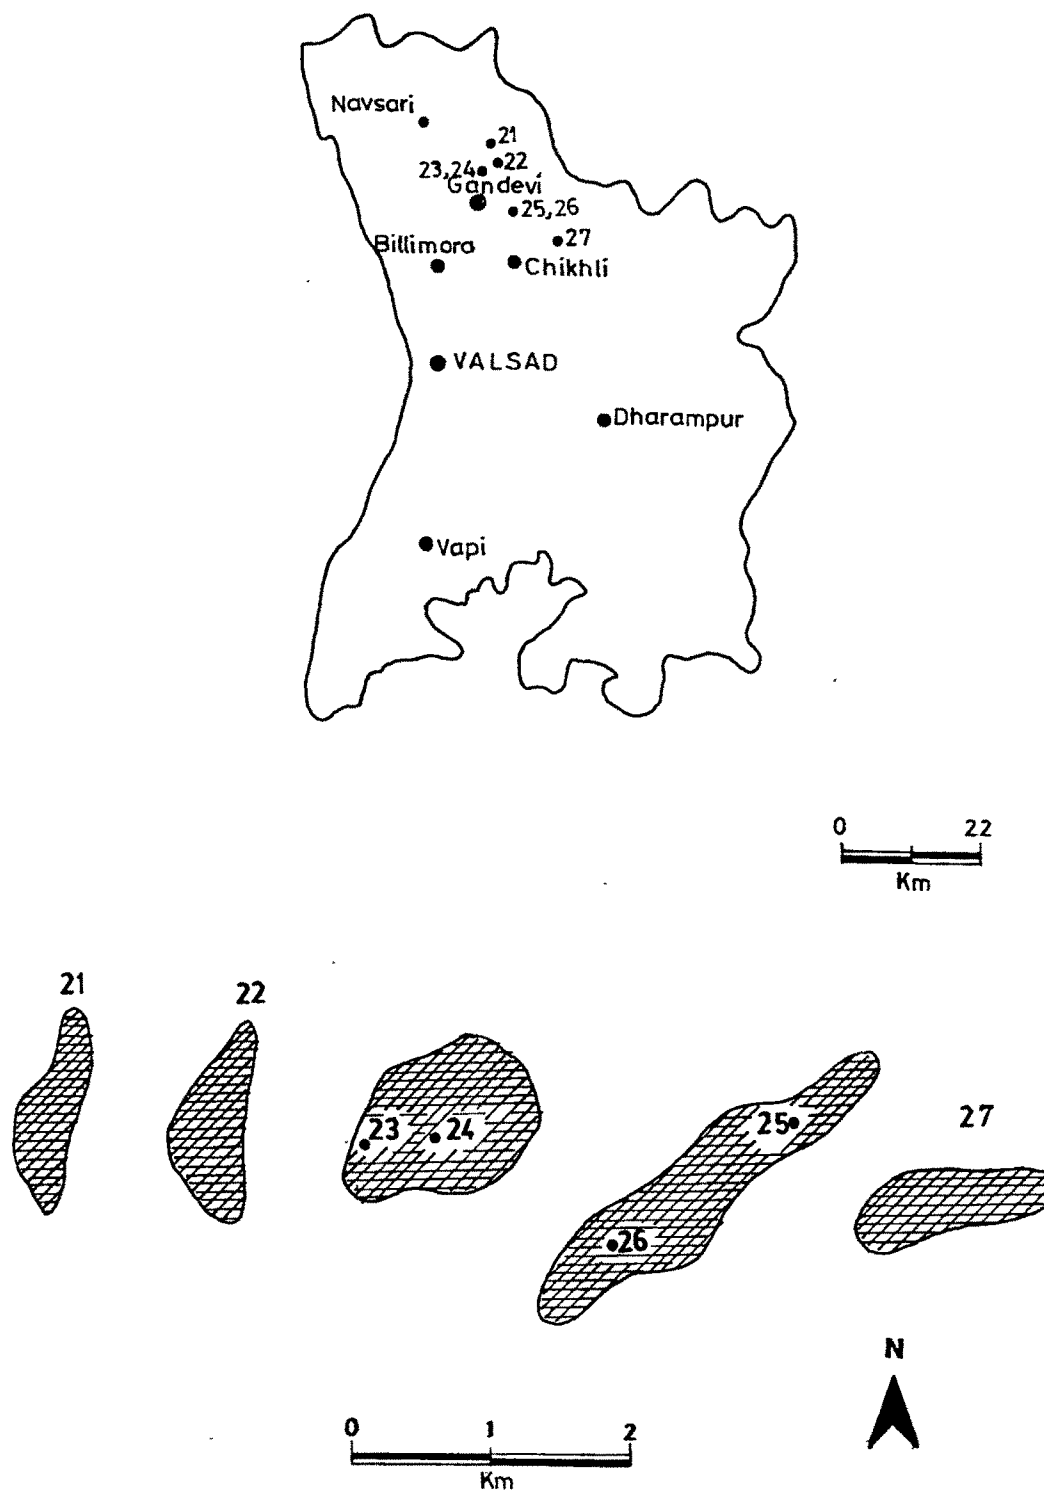 Navsari
21
22
23,24
Gandevi
25,26
27
Billimora
Chikhli
VALSAD
Dharampur
Vapi
0 22
Km
21
22
23 24
25
27
26
N
0 1 2
Km